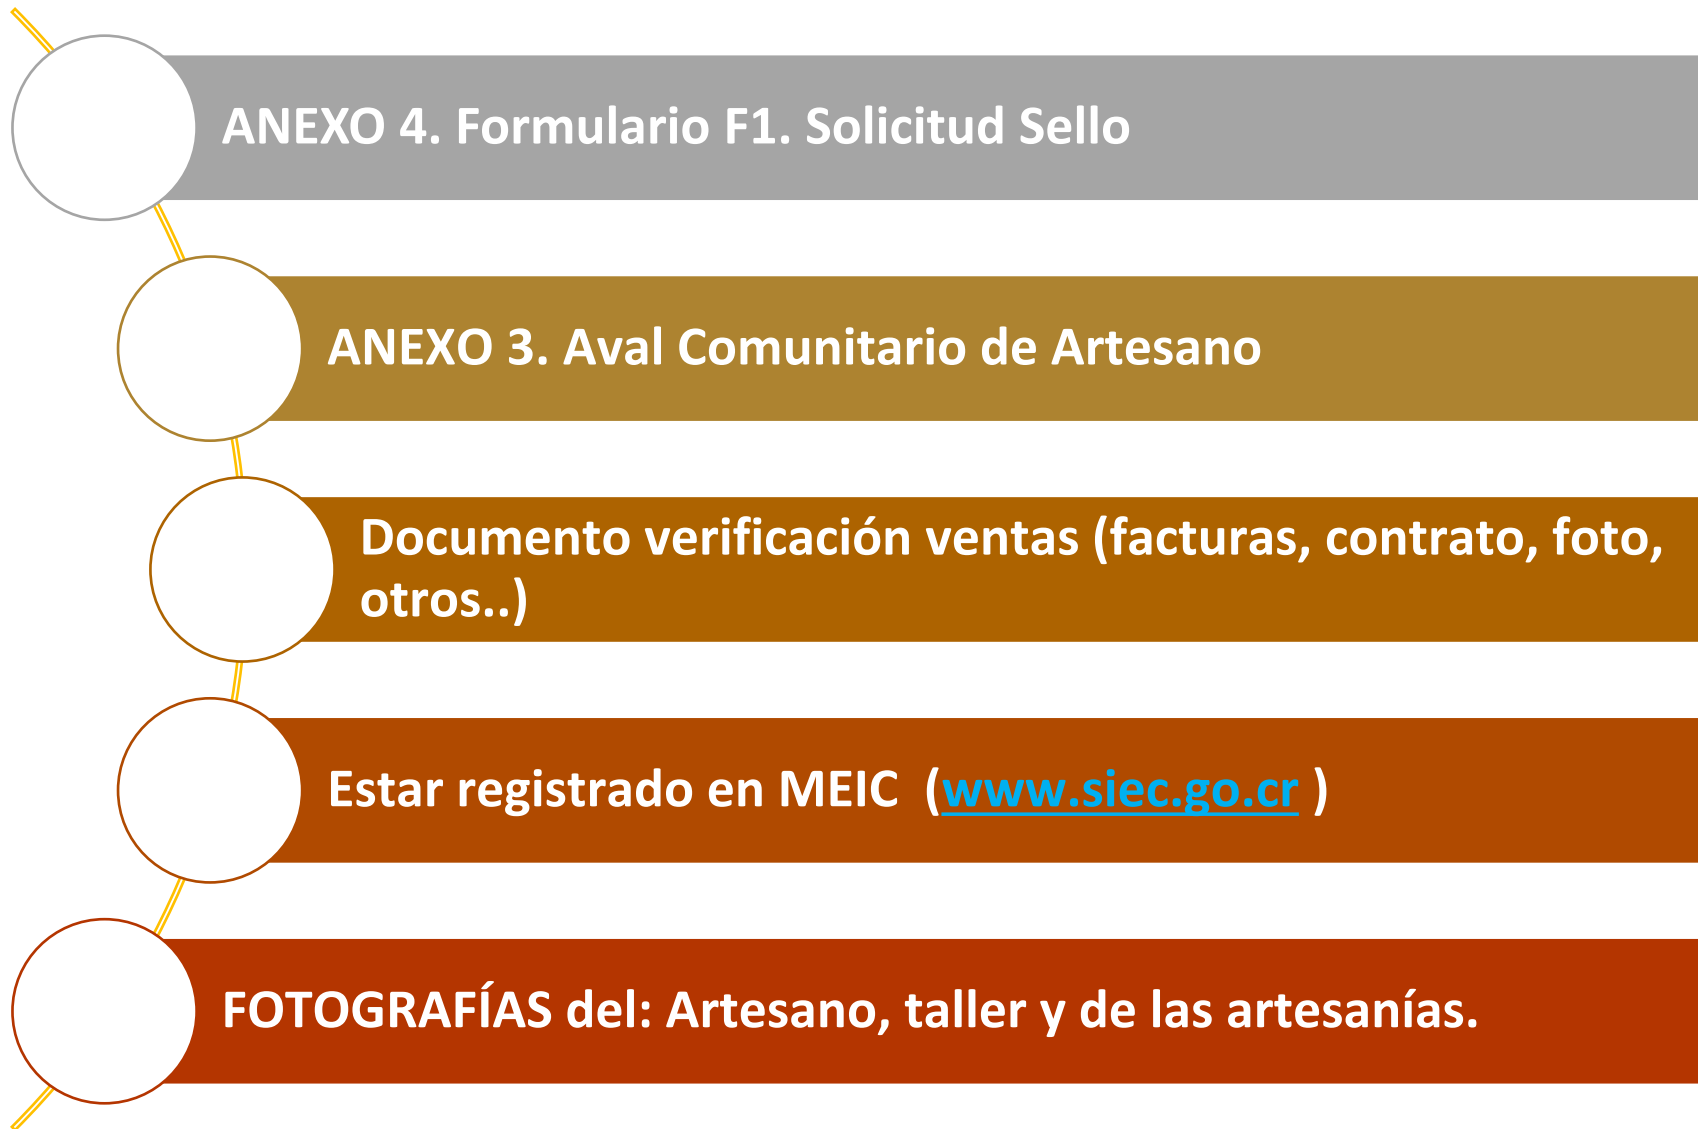 ANEXO 4. Formulario F1. Solicitud Sello
ANEXO 3. Aval Comunitario de Artesano
Documento verificación ventas (facturas, contrato, foto,
otros..)
Estar registrado en MEIC  (www.siec.go.cr )
FOTOGRAFÍAS del: Artesano, taller y de las artesanías.